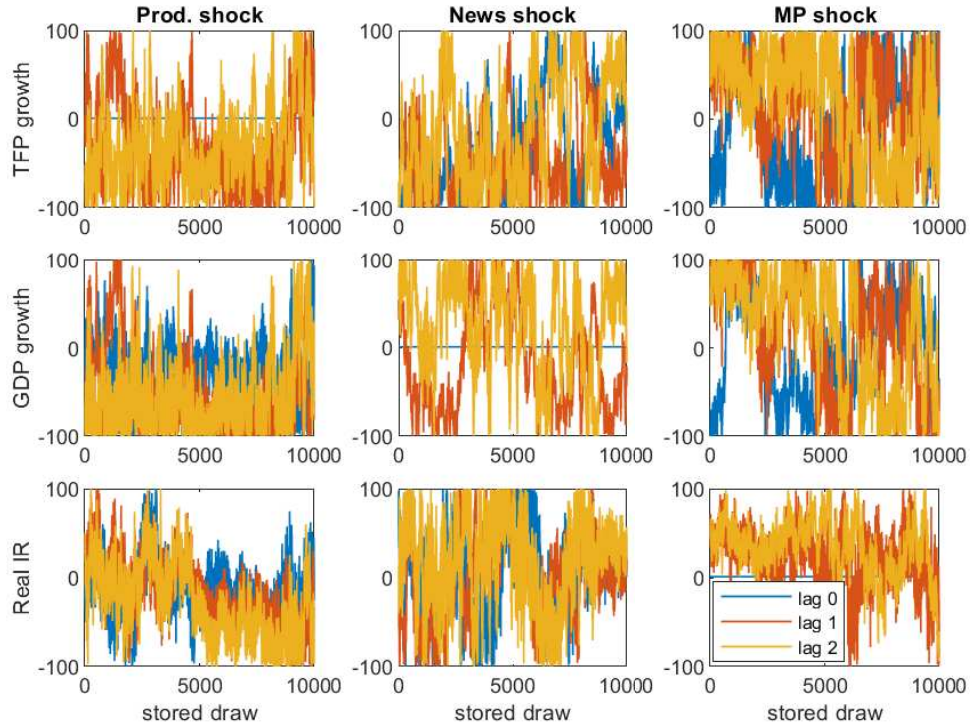 Prod. shock
News shock
MP shock
TFP growth
100
0
-100
0 5000 10000
100
0
-100
0 5000 10000
100
0
-100
0 5000 10000
GDP growth
100
0
-100
0 5000 10000
100
0
-100
0 5000 10000
100
0
-100
0 5000 10000
Real IR
100
0
-100
0 5000 10000
stored draw
100
0
-100
0 5000 10000
stored draw
100
0
-100
lag 0
lag 1
lag 2
0 5000 10000
stored draw